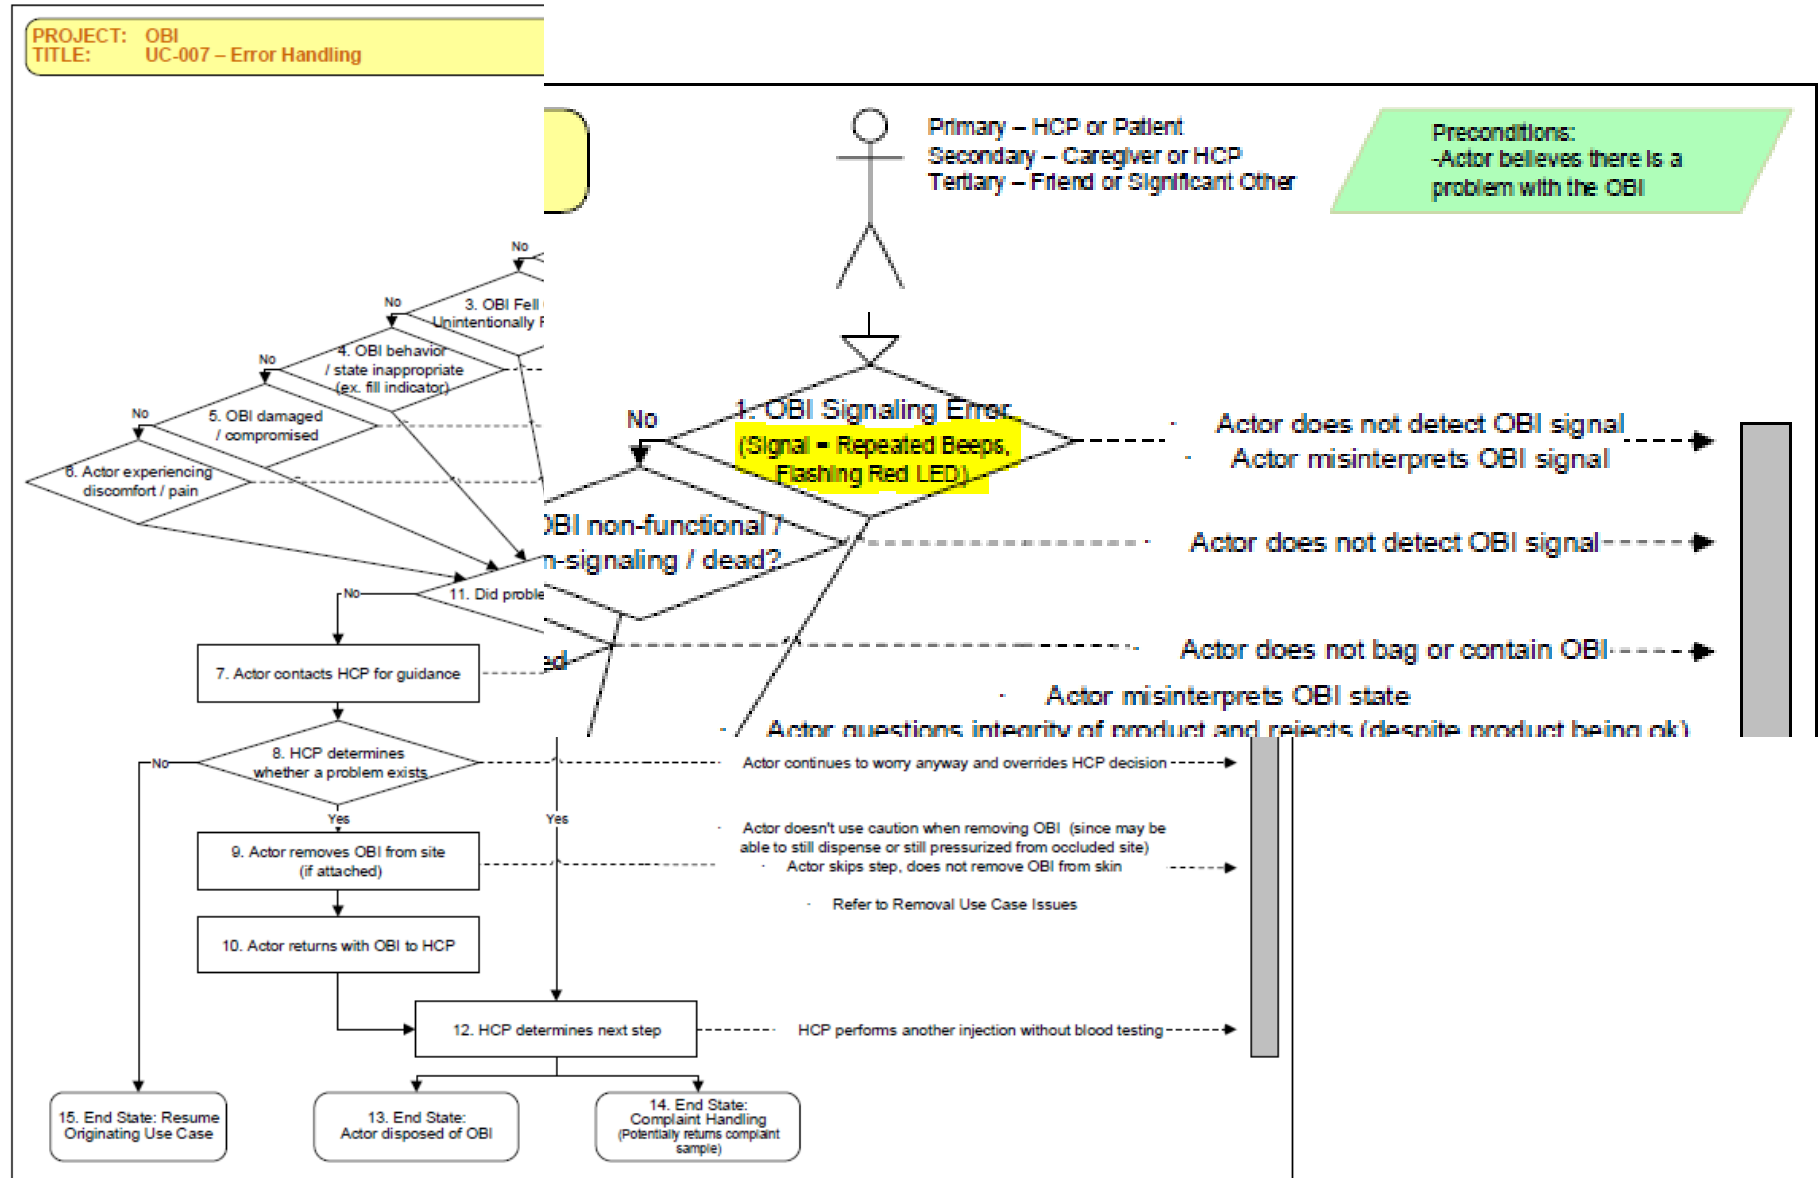 PROJECT: OBI
TITLE: UC-007 – Error Handling
Primary – HCP or Patient
Secondary – Caregiver or HCP
Tertiary – Friend or Significant Other
Preconditions:
-Actor believes there is a
problem with the OBI
No
3. OBI Fell
Unintentionally
No
4. OBI behavior
/ state inappropriate
(ex. fill indicator)
No
5. OBI damaged
/ compromised
No
6. Actor experiencing
discomfort / pain
No
1. OBI Signaling Error
(Signal = Repeated Beeps,
Flashing Red LED)
· Actor does not detect OBI signal
· Actor misinterprets OBI signal
OBI non-functional /
n-signaling / dead?
· Actor does not detect OBI signal
No
11. Did proble
ed
· Actor does not bag or contain OBI
· Actor misinterprets OBI state
· Actor questions integrity of product and rejects (despite product being ok)
7. Actor contacts HCP for guidance
8. HCP determines
whether a problem exists
No
Yes
Yes
Actor continues to worry anyway and overrides HCP decision
9. Actor removes OBI from site
(if attached)
· Actor doesn't use caution when removing OBI (since may be
able to still dispense or still pressurized from occluded site)
· Actor skips step, does not remove OBI from skin
· Refer to Removal Use Case Issues
10. Actor returns with OBI to HCP
12. HCP determines next step
HCP performs another injection without blood testing
15. End State: Resume
Originating Use Case
13. End State:
Actor disposed of OBI
14. End State:
Complaint Handling
(Potentially returns complaint
sample)